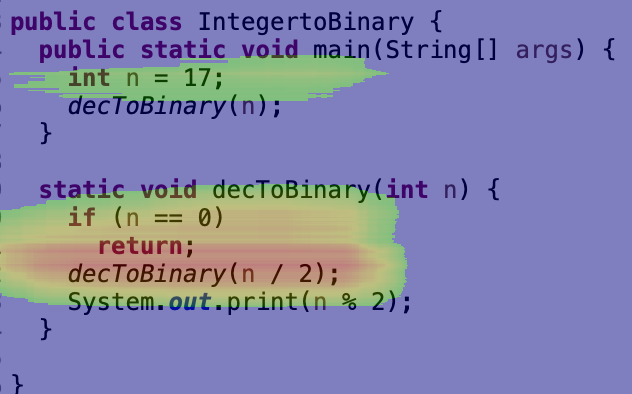 public class IntegertoBinary {
public static void main(String[] args) {
int n = 17;
decToBinary(n);
}
static void decToBinary(int n) {
if (n == 0)
return;
decToBinary(n / 2);
System.out.print(n % 2);
}
}